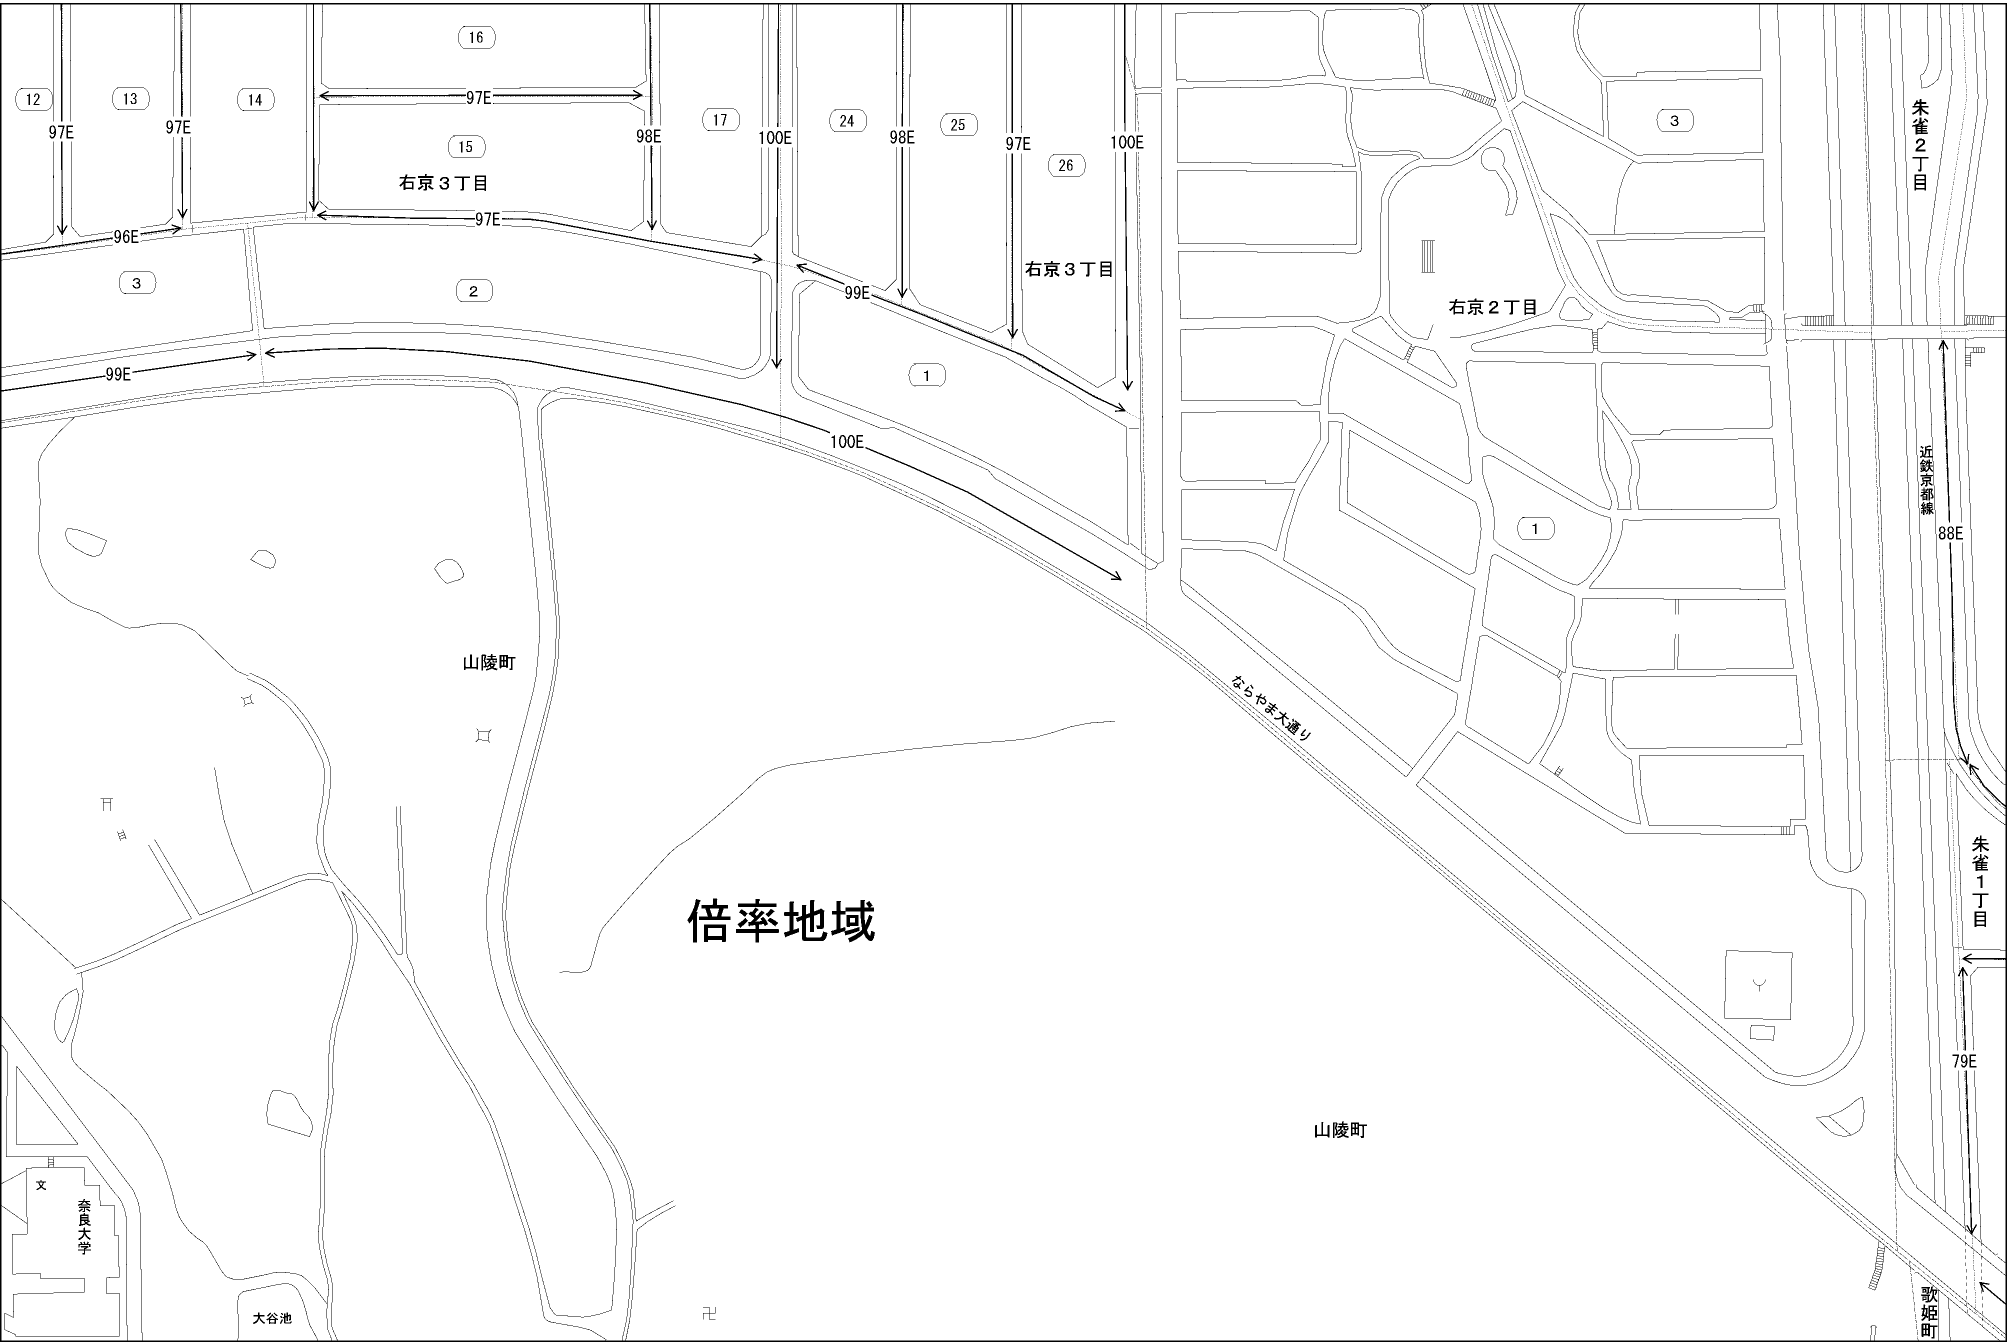 16
12
13
14
97E
97E
97E
15
右京３丁目
98E
17
100E
24
98E
25
97E
26
100E
3
朱雀２丁目
96E
97E
3
2
99E
右京３丁目
右京２丁目
99E
1
100E
近鉄京都線
1
88E
山陵町
ならやま大通り
倍率地域
朱雀１丁目
79E
山陵町
文
奈良大学
大谷池
歌姫町